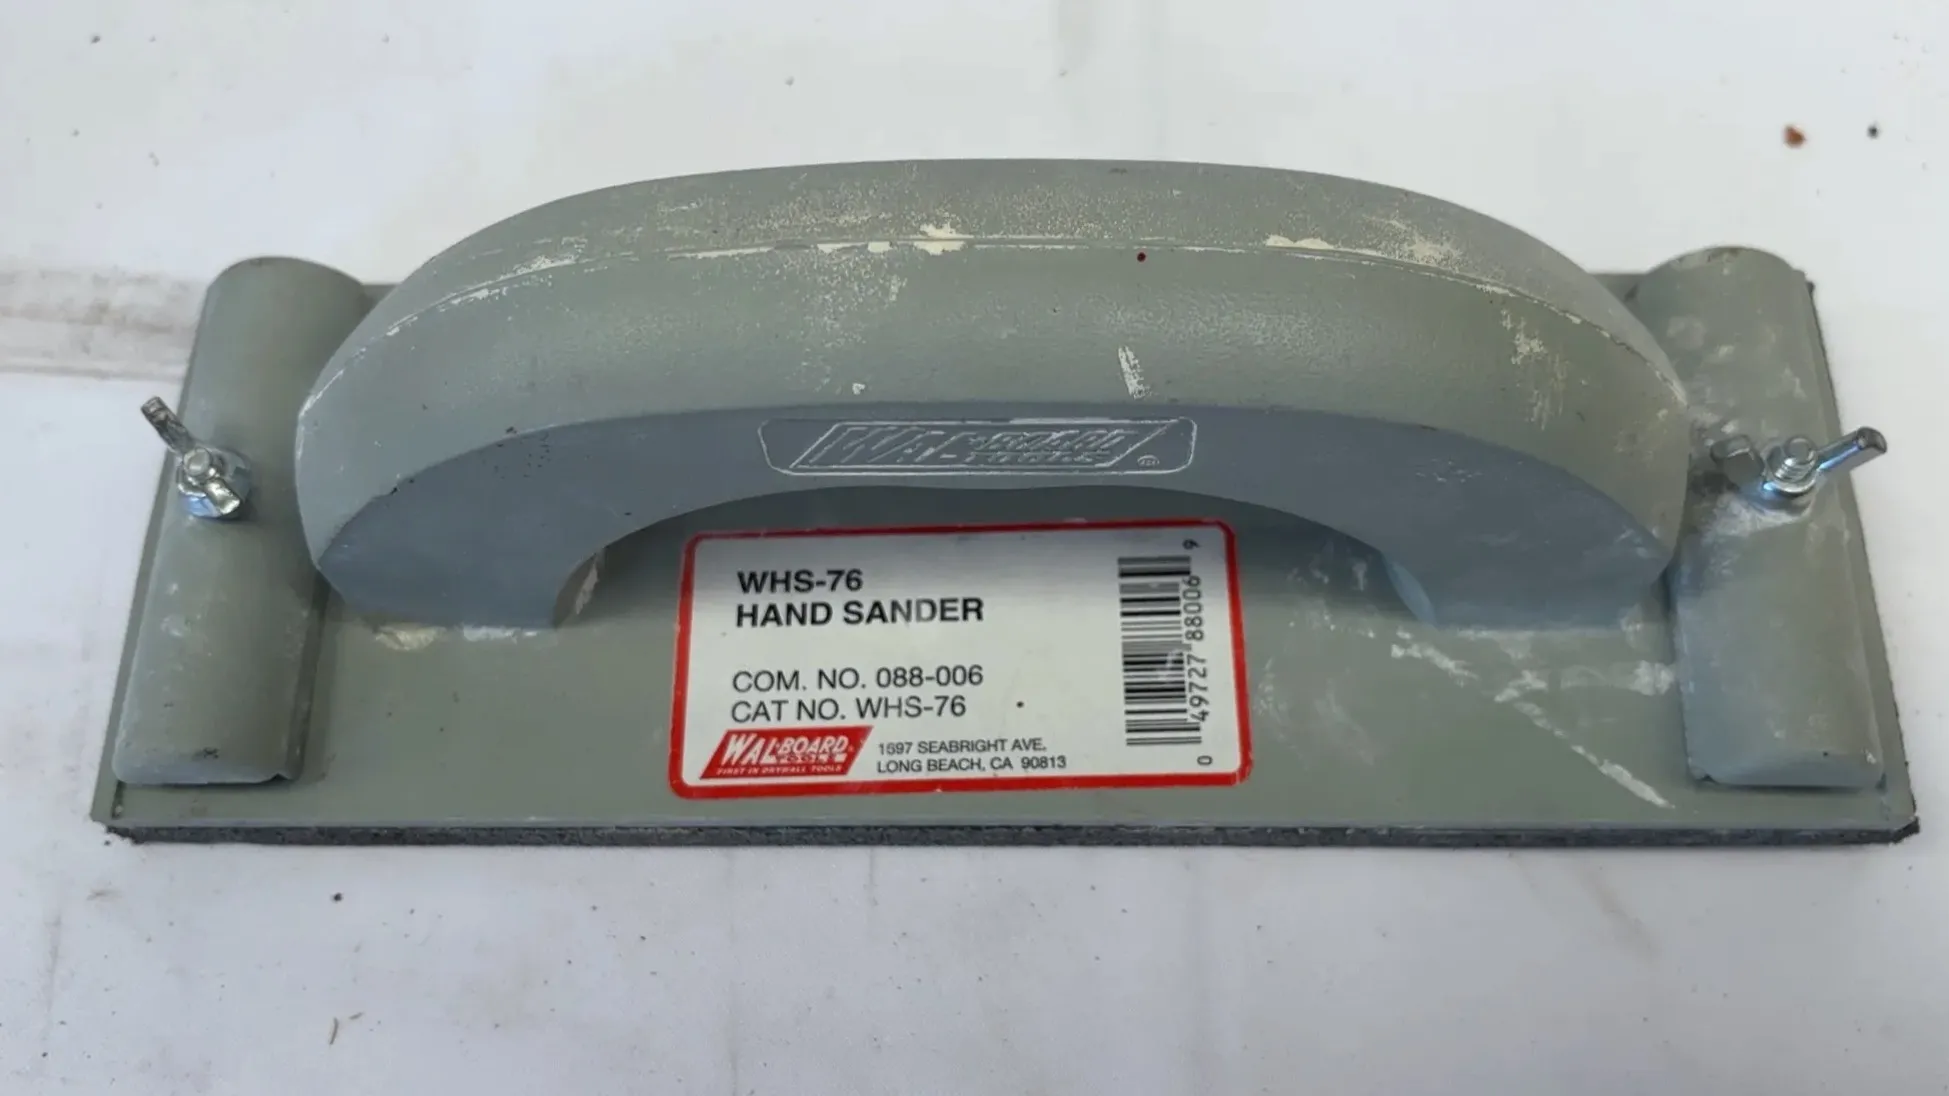 WAL-BOARD
TOOLS
WHS-76
HAND SANDER
COM. NO. 088-006
CAT NO. WHS-76
WAL-BOARD
TOOLS
FIRST IN DRYWALL TOOLS
1697 SEABRIGHT AVE.
LONG BEACH, CA 90813
0 49727 88006 9